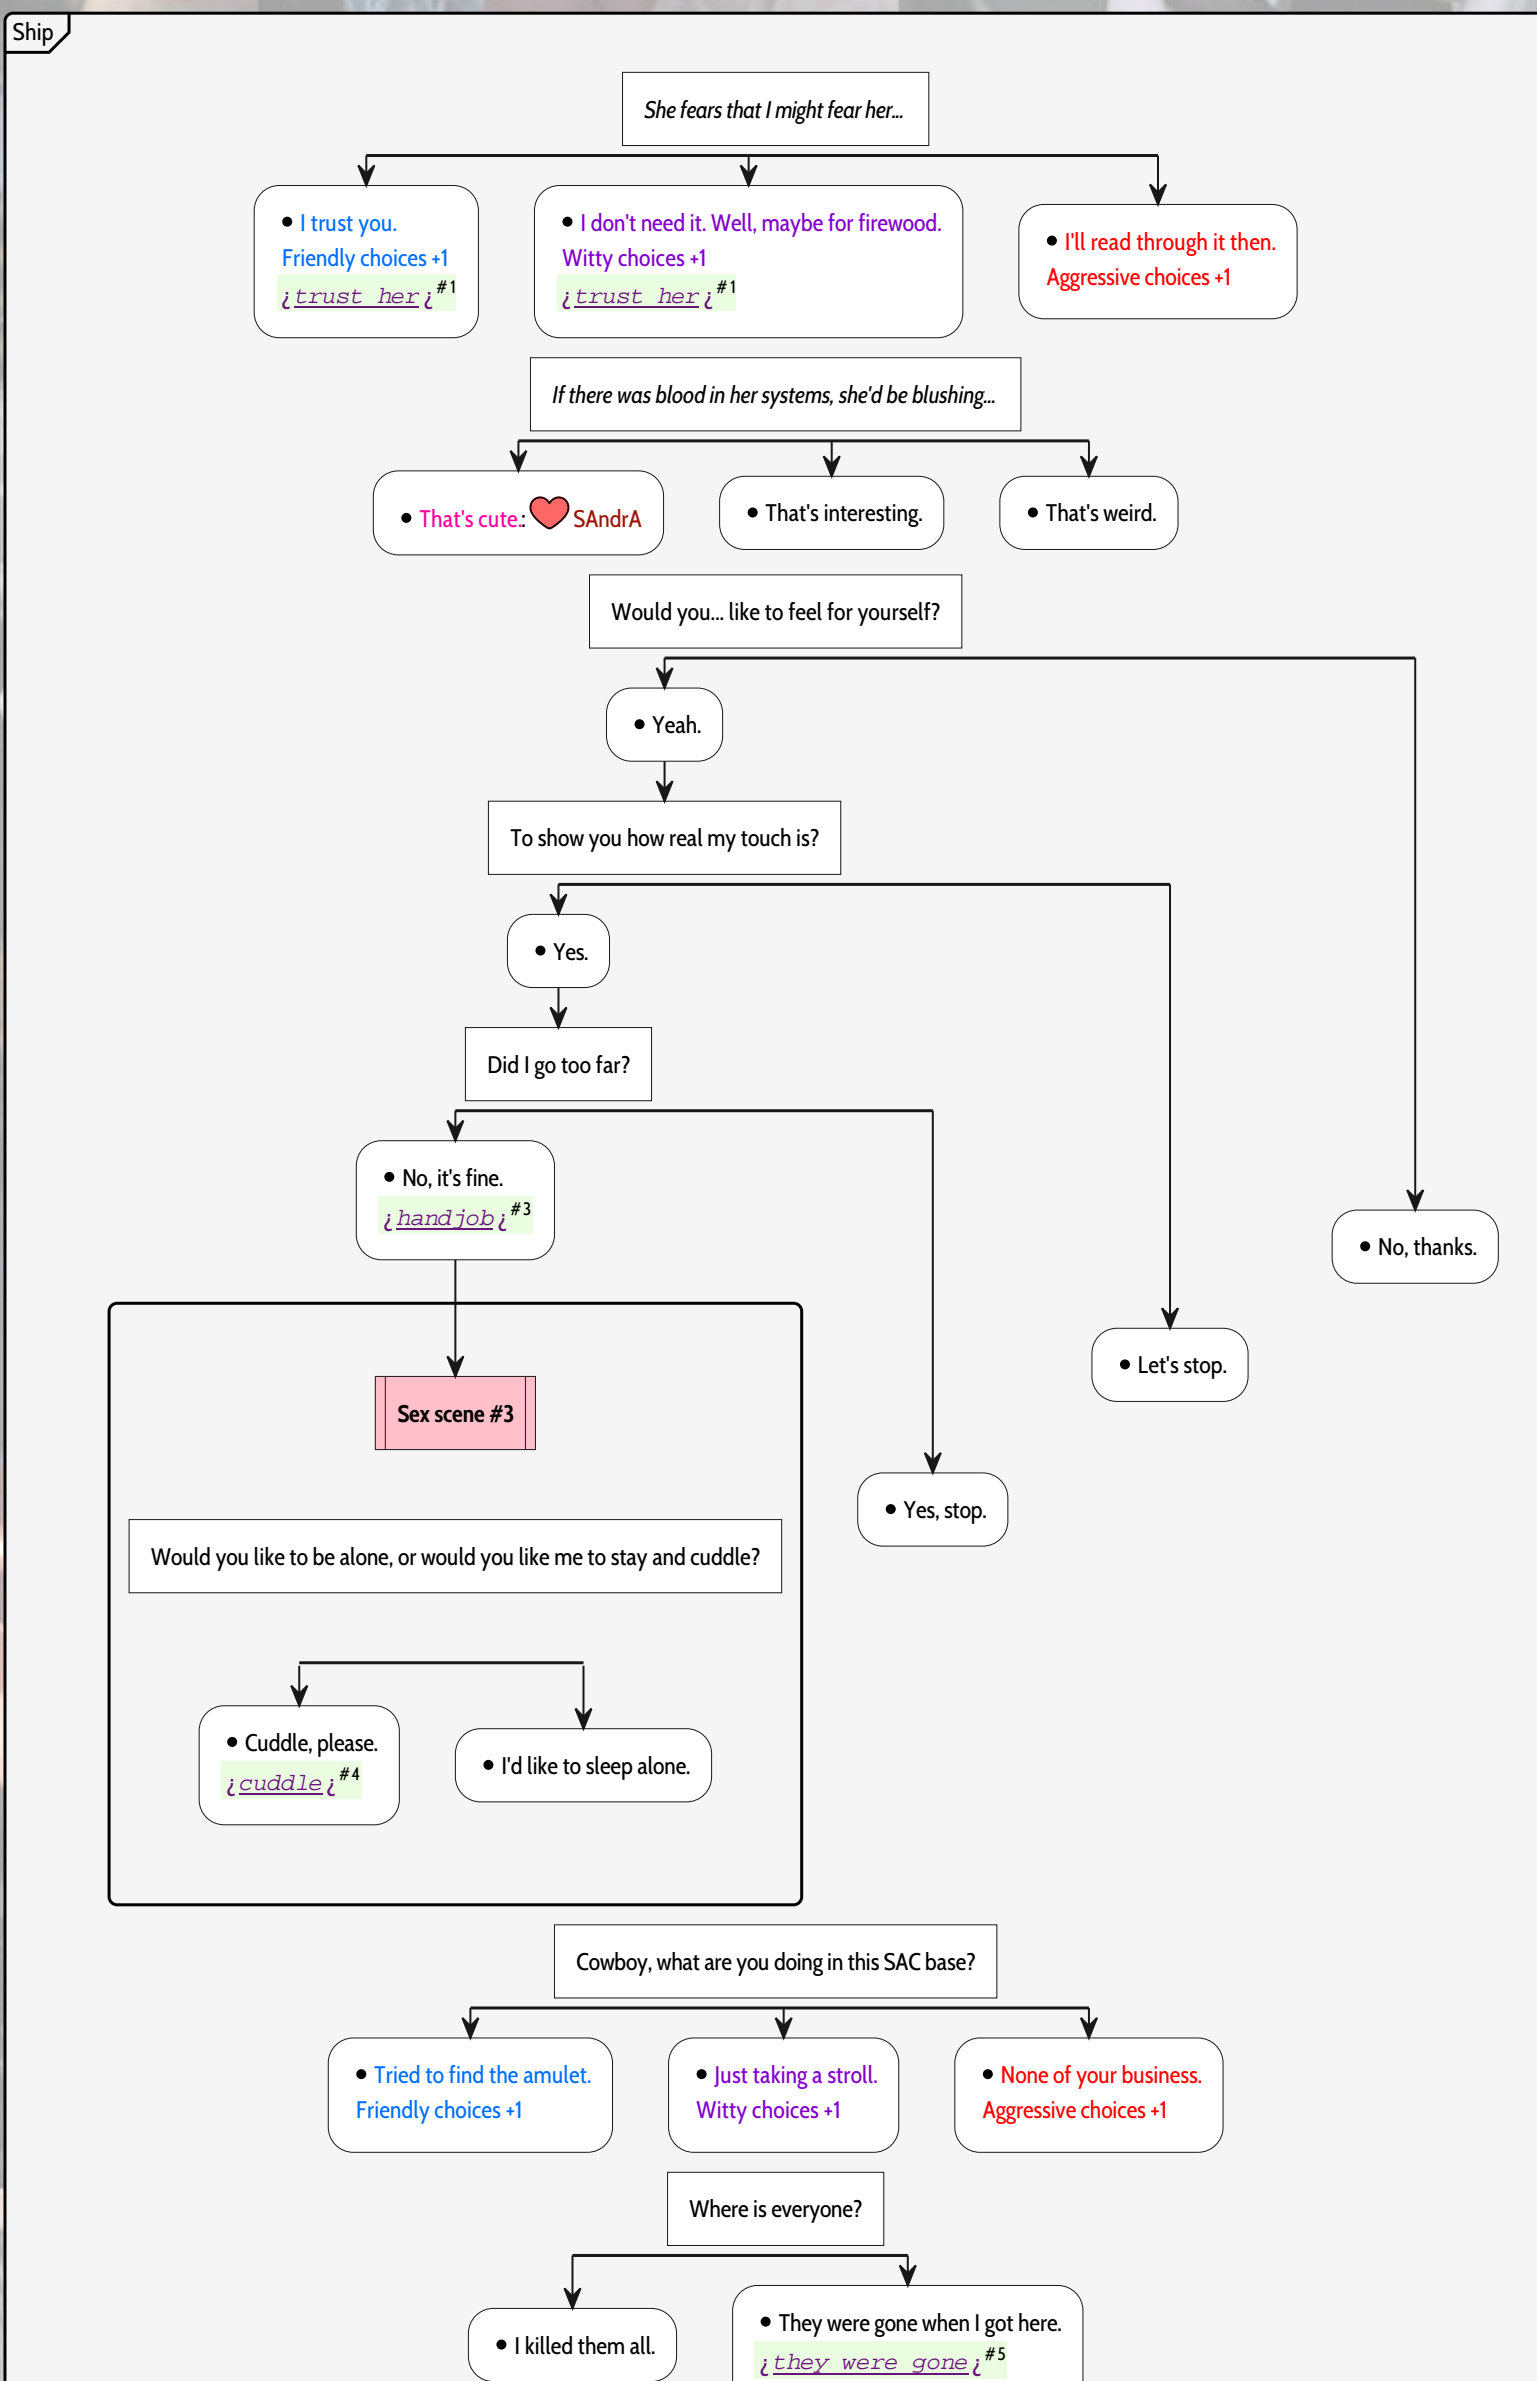 Ship
She fears that I might fear her...
• I trust you.
Friendly choices +1
¿trust her¿#1
• I don't need it. Well, maybe for firewood.
Witty choices +1
¿trust her¿#1
• I'll read through it then.
Aggressive choices +1
If there was blood in her systems, she'd be blushing...
• That's cute.: SAndrA
• That's interesting.
• That's weird.
Would you... like to feel for yourself?
• Yeah.
To show you how real my touch is?
• Yes.
Did I go too far?
• No, it's fine.
¿handjob¿#3
• No, thanks.
• Let's stop.
Sex scene #3
• Yes, stop.
Would you like to be alone, or would you like me to stay and cuddle?
• Cuddle, please.
¿cuddle¿#4
• I'd like to sleep alone.
Cowboy, what are you doing in this SAC base?
• Tried to find the amulet.
Friendly choices +1
• Just taking a stroll.
Witty choices +1
• None of your business.
Aggressive choices +1
Where is everyone?
• I killed them all.
• They were gone when I got here.
¿they were gone¿#5